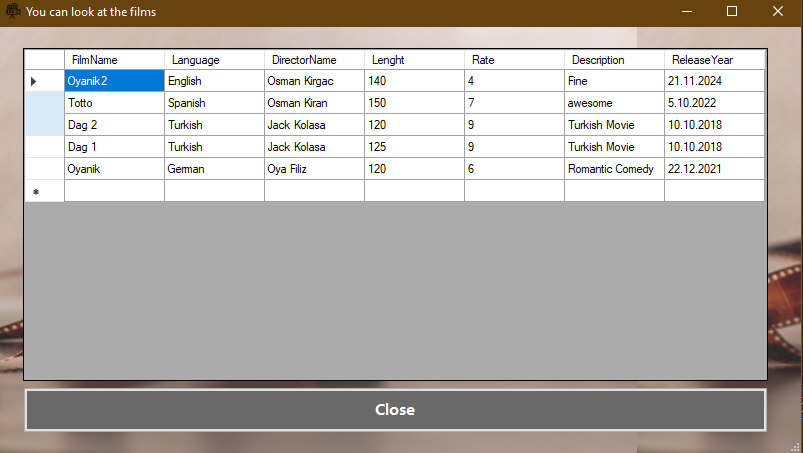 You can look at the films
FilmName Language DirectorName Lenght Rate Description ReleaseYear
Oyanik2 English Osman Kirgac 140 4 Fine 21.11.2024
Totto Spanish Osman Kiran 150 7 awesome 5.10.2022
Dag 2 Turkish Jack Kolasa 120 9 Turkish Movie 10.10.2018
Dag 1 Turkish Jack Kolasa 125 9 Turkish Movie 10.10.2018
Oyanik German Oya Filiz 120 6 Romantic Comedy 22.12.2021
Close